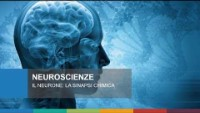 NEUROSCIENZE
IL NEURONE: LA SINAPSI CHIMICA